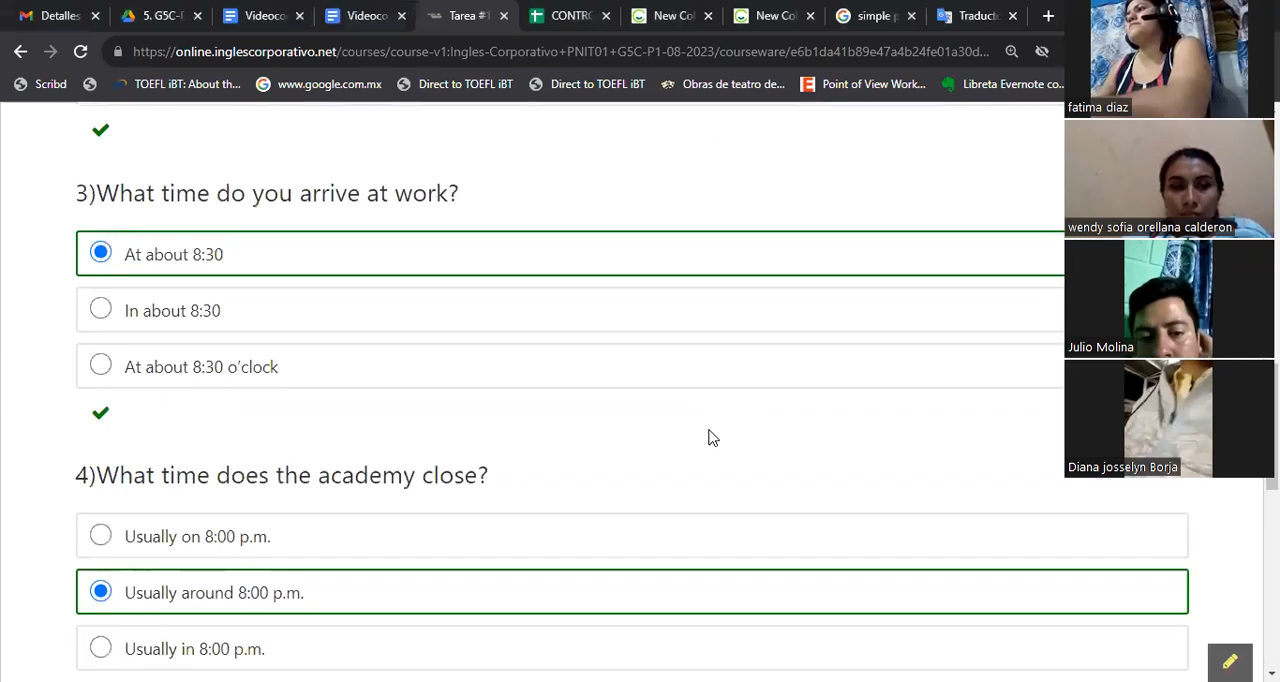 Detalles
5. G5C-
Videoco
Videoco
Tarea #1
CONTRO
New Col
New Col
simple p
Traducto
https://online.inglescorporativo.net/courses/course-v1:Ingles-Corporativo+PNIT01+G5C-P1-08-2023/courseware/e6b1da41b89e47a4b24fe01a30d...
Scribd
TOEFL iBT: About th...
www.google.com.mx
Direct to TOEFL iBT
Direct to TOEFL iBT
Obras de teatro de...
Point of View Work...
Libreta Evernote co...
fatima diaz
wendy sofia orellana calderon
Julio Molina
Diana josselyn Borja
3)What time do you arrive at work?
At about 8:30
In about 8:30
At about 8:30 o’clock
4)What time does the academy close?
Usually on 8:00 p.m.
Usually around 8:00 p.m.
Usually in 8:00 p.m.